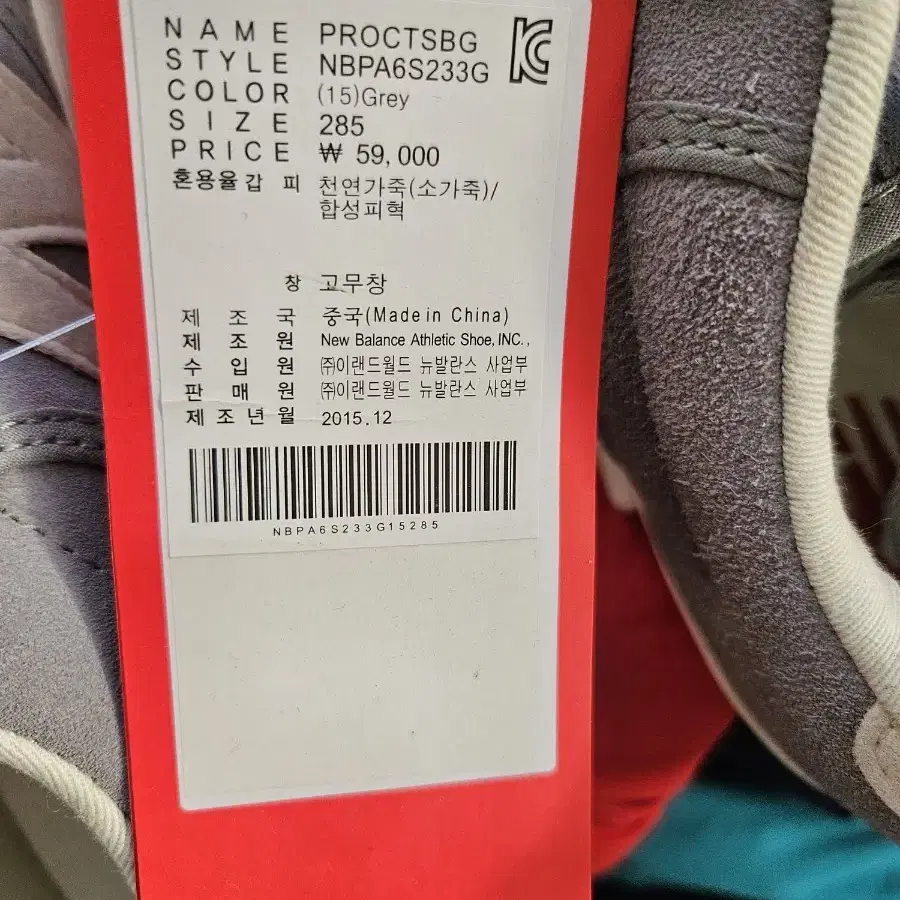 NAME PROCTSBG
STYLE NBPA6S233G
COLOR (15)Grey
SIZE 285
PRICE ₩ 59,000
혼용율갑 피 천연가죽(소가죽)/
합성피혁
창 고무창
제 조 국 중국(Made in China)
제 조 원 New Balance Athletic Shoe, INC.,
수 입 원 ㈜이랜드월드 뉴발란스 사업부
판 매 원 ㈜이랜드월드 뉴발란스 사업부
제조년월 2015.12
NBPA6S233G15285